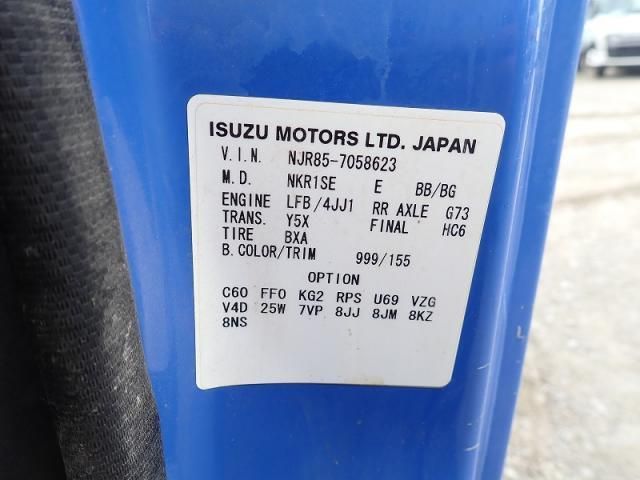 ISUZU MOTORS LTD. JAPAN
V.I.N. NJR85-7058623
M.D. NKR1SE E BB/BG
ENGINE LFB/4JJ1 RR AXLE G73
TRANS. Y5X FINAL HC6
TIRE BXA
B.COLOR/TRIM 999/155
OPTION
C60 FF0 KG2 RPS U69 VZG
V4D 25W 7VP 8JJ 8JM 8KZ
8NS